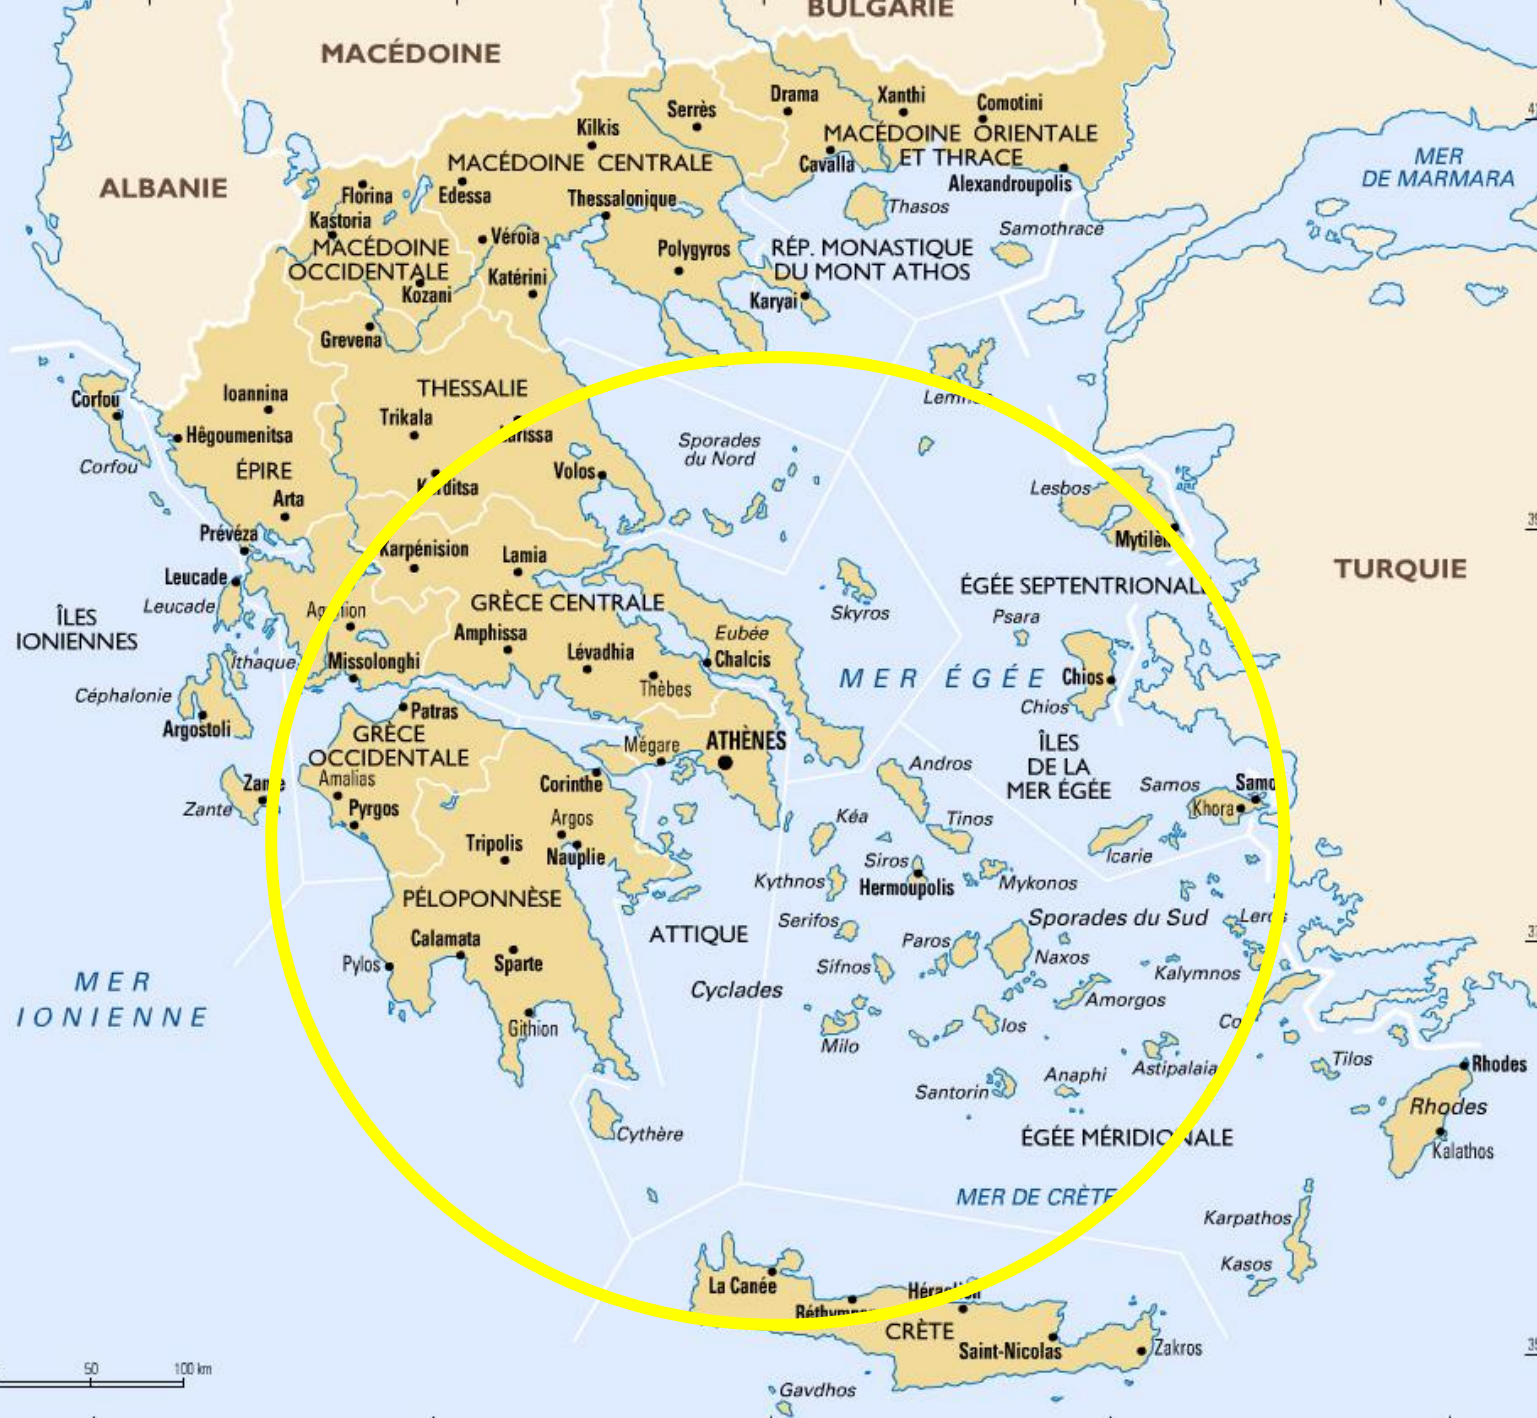 BULGARIE
MACÉDOINE
Drama
Xanthi
Comotini
Serrès
Kilkis
MACÉDOINE ORIENTALE
ET THRACE
MACÉDOINE CENTRALE
Cavalla
MER
DE MARMARA
ALBANIE
Florina
Edessa
Thessalonique
Alexandroupolis
Thasos
Kastoria
Samothrace
MACÉDOINE
OCCIDENTALE
Véroia
Polygyros
RÉP. MONASTIQUE
DU MONT ATHOS
Katérini
Kozani
Karyai
Grevena
THESSALIE
Ioannina
Corfou
Trikala
Hêgoumenitsa
Sporades
du Nord
Corfou
ÉPIRE
Volos
Lesbos
Arta
Prévéza
Karpénision
Lamia
TURQUIE
Leucade
Leucade
GRÈCE CENTRALE
ÉGÉE SEPTENTRIONALE
Skyros
Psara
ÎLES
IONIENNES
Amphissa
Eubée
Ithaque
Missolonghi
Lévadhia
Chalcis
MER ÉGÉE
Chios
Céphalonie
Thèbes
Chios
Argostoli
Patras
GRÈCE
OCCIDENTALE
Mégare
ATHÈNES
ÎLES
DE LA
MER ÉGÉE
Andros
Zante
Amalias
Corinthe
Samos
Zante
Pyrgos
Khora
Argos
Kéa
Tinos
Tripolis
Nauplie
Siros
Icarie
Kythnos
Hermoupolis
Mykonos
PÉLOPONNÈSE
Serifos
Sporades du Sud
Leros
Calamata
ATTIQUE
Paros
Pylos
Sparte
Sifnos
Naxos
Kalymnos
MER
IONIENNE
Cyclades
Amorgos
Githion
Ios
Milo
Astipalaia
Tilos
Rhodes
Santorin
Anaphi
Rhodes
Cythère
ÉGÉE MÉRIDIONALE
Kalathos
MER DE CRÈTE
Karpathos
Kasos
La Canée
CRÈTE
Saint-Nicolas
Zakros
50
100 km
Gavdhos